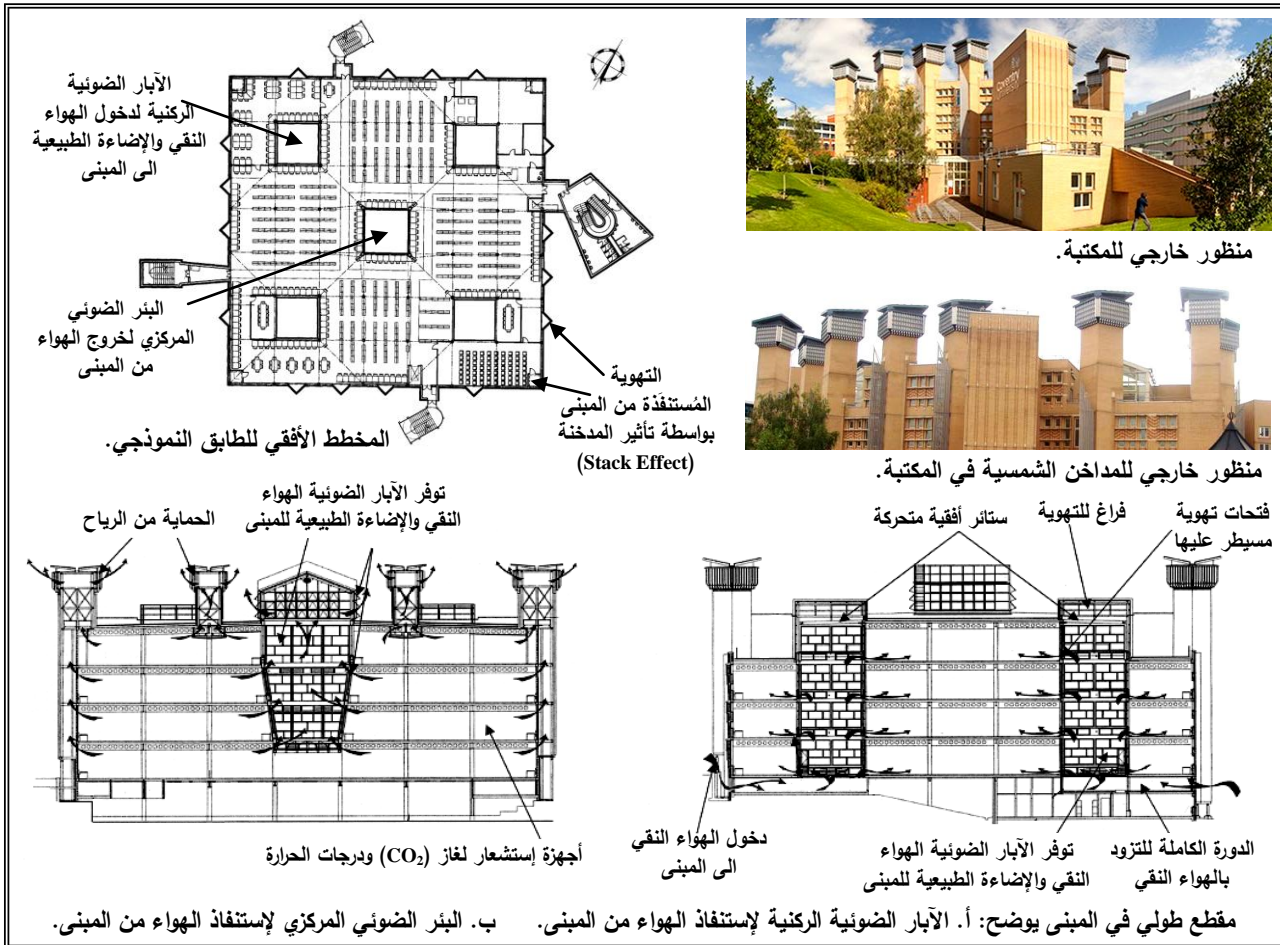 الآبار الضوئية
الركنية لدخول الهواء
النقي والإضاءة الطبيعية
الى المبنى
البئر الضوئي
المركزي لخروج الهواء
من المبنى
التهوية
المُستنفَذة من المبنى
بواسطة تأثير المدخنة
(Stack Effect)
المخطط الأفقي للطابق النموذجي.
Coventry
منظور خارجي للمكتبة.
منظور خارجي للمداخن الشمسية في المكتبة.
توفر الآبار الضوئية الهواء
النقي والإضاءة الطبيعية للمبنى
الحماية من الرياح
أجهزة إستشعار لغاز (CO₂) ودرجات الحرارة
فتحات تهوية
مسيطر عليها
فراغ للتهوية
ستائر أفقية متحركة
دخول الهواء النقي
الى المبنى
توفر الآبار الضوئية الهواء
النقي والإضاءة الطبيعية للمبنى
الدورة الكاملة للتزود
بالهواء النقي
مقطع طولي في المبنى يوضح: أ. الآبار الضوئية الركنية لإستنفاذ الهواء من المبنى. ب. البئر الضوئي المركزي لإستنفاذ الهواء من المبنى.